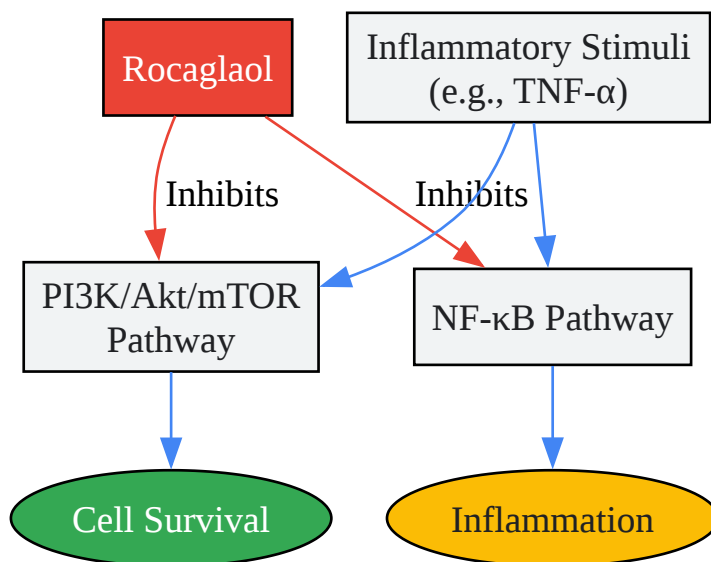 Rocaglaol
Inflammatory Stimuli
(e.g., TNF-α)
Inhibits
Inhibits
PI3K/Akt/mTOR
Pathway
NF-κB Pathway
Cell Survival
Inflammation